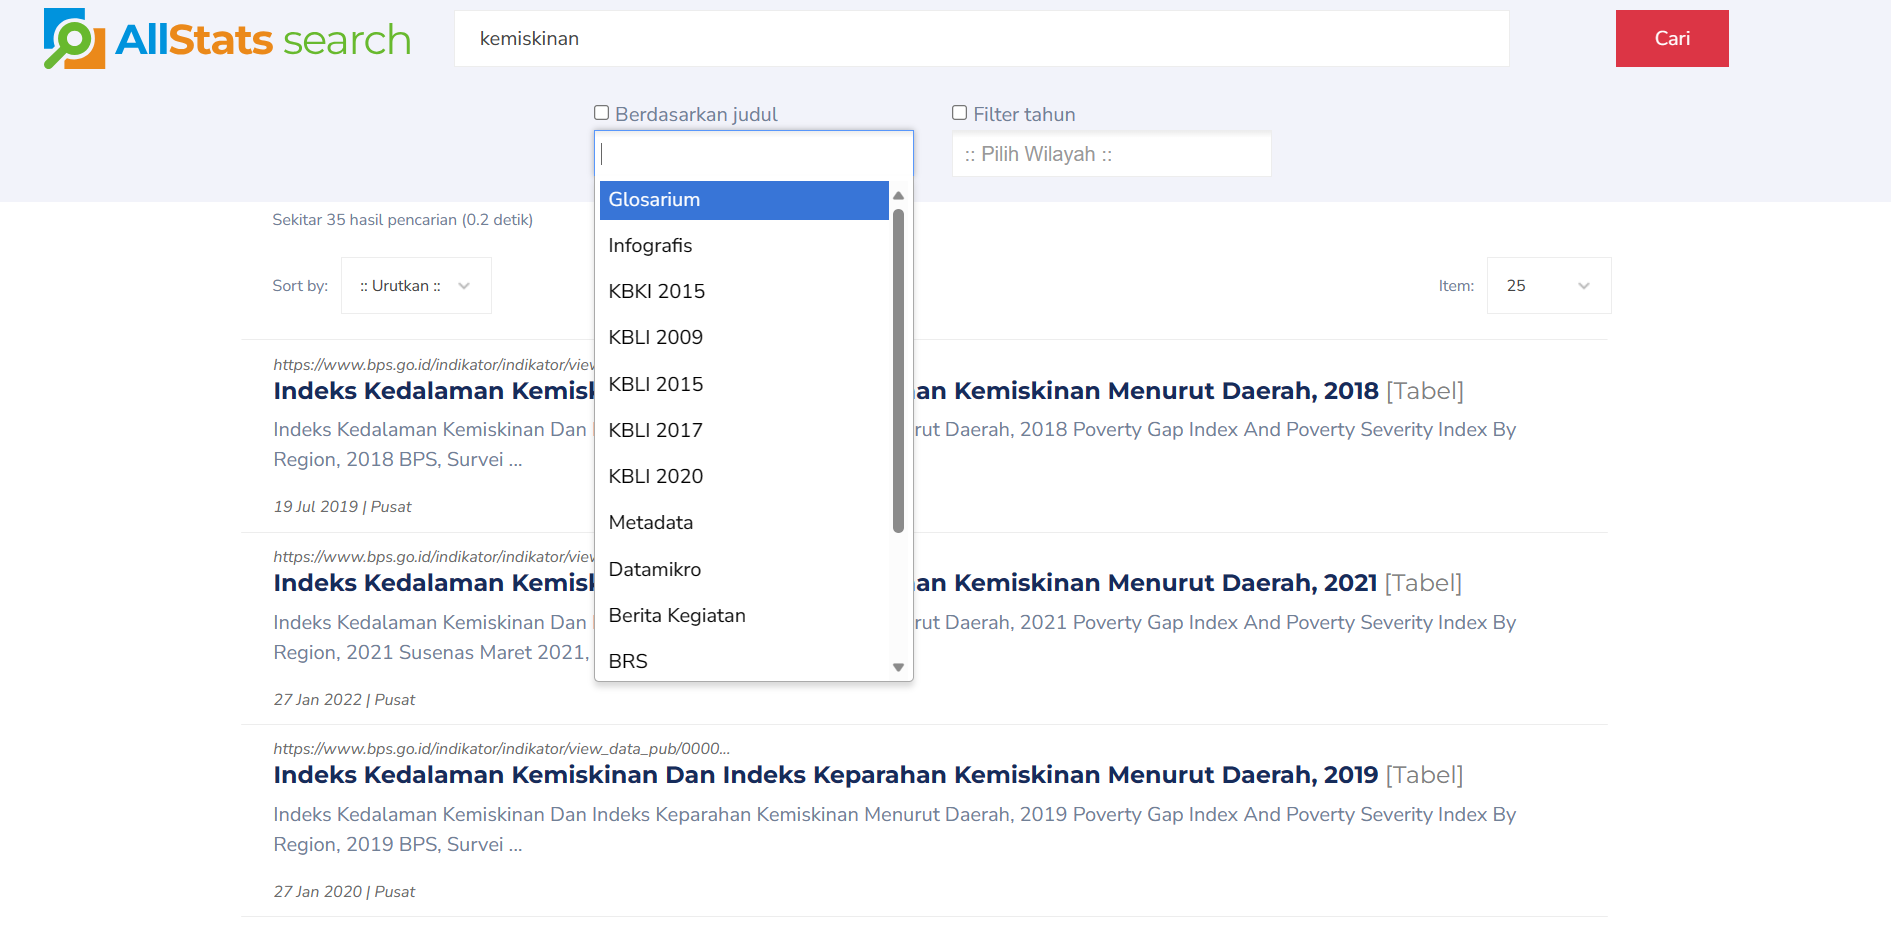 AllStats search
kemiskinan
Cari
Berdasarkan judul
Filter tahun
:: Pilih Wilayah ::
Glosarium
Infografis
KBKI 2015
KBLI 2009
KBLI 2015
KBLI 2017
KBLI 2020
Metadata
Datamikro
Berita Kegiatan
BRS
Sekitar 35 hasil pencarian (0.2 detik)
Sort by:
:: Urutkan ::
Item:
25
https://www.bps.go.id/indikator/indikator/view
Indeks Kedalaman Kemisk an Kemiskinan Menurut Daerah, 2018 [Tabel]
Indeks Kedalaman Kemiskinan Dan rut Daerah, 2018 Poverty Gap Index And Poverty Severity Index By
Region, 2018 BPS, Survei ...
19 Jul 2019 | Pusat
https://www.bps.go.id/indikator/indikator/view
Indeks Kedalaman Kemisk an Kemiskinan Menurut Daerah, 2021 [Tabel]
Indeks Kedalaman Kemiskinan Dan rut Daerah, 2021 Poverty Gap Index And Poverty Severity Index By
Region, 2021 Susenas Maret 2021,
27 Jan 2022 | Pusat
https://www.bps.go.id/indikator/indikator/view_data_pub/0000...
Indeks Kedalaman Kemiskinan Dan Indeks Keparahan Kemiskinan Menurut Daerah, 2019 [Tabel]
Indeks Kedalaman Kemiskinan Dan Indeks Keparahan Kemiskinan Menurut Daerah, 2019 Poverty Gap Index And Poverty Severity Index By
Region, 2019 BPS, Survei ...
27 Jan 2020 | Pusat